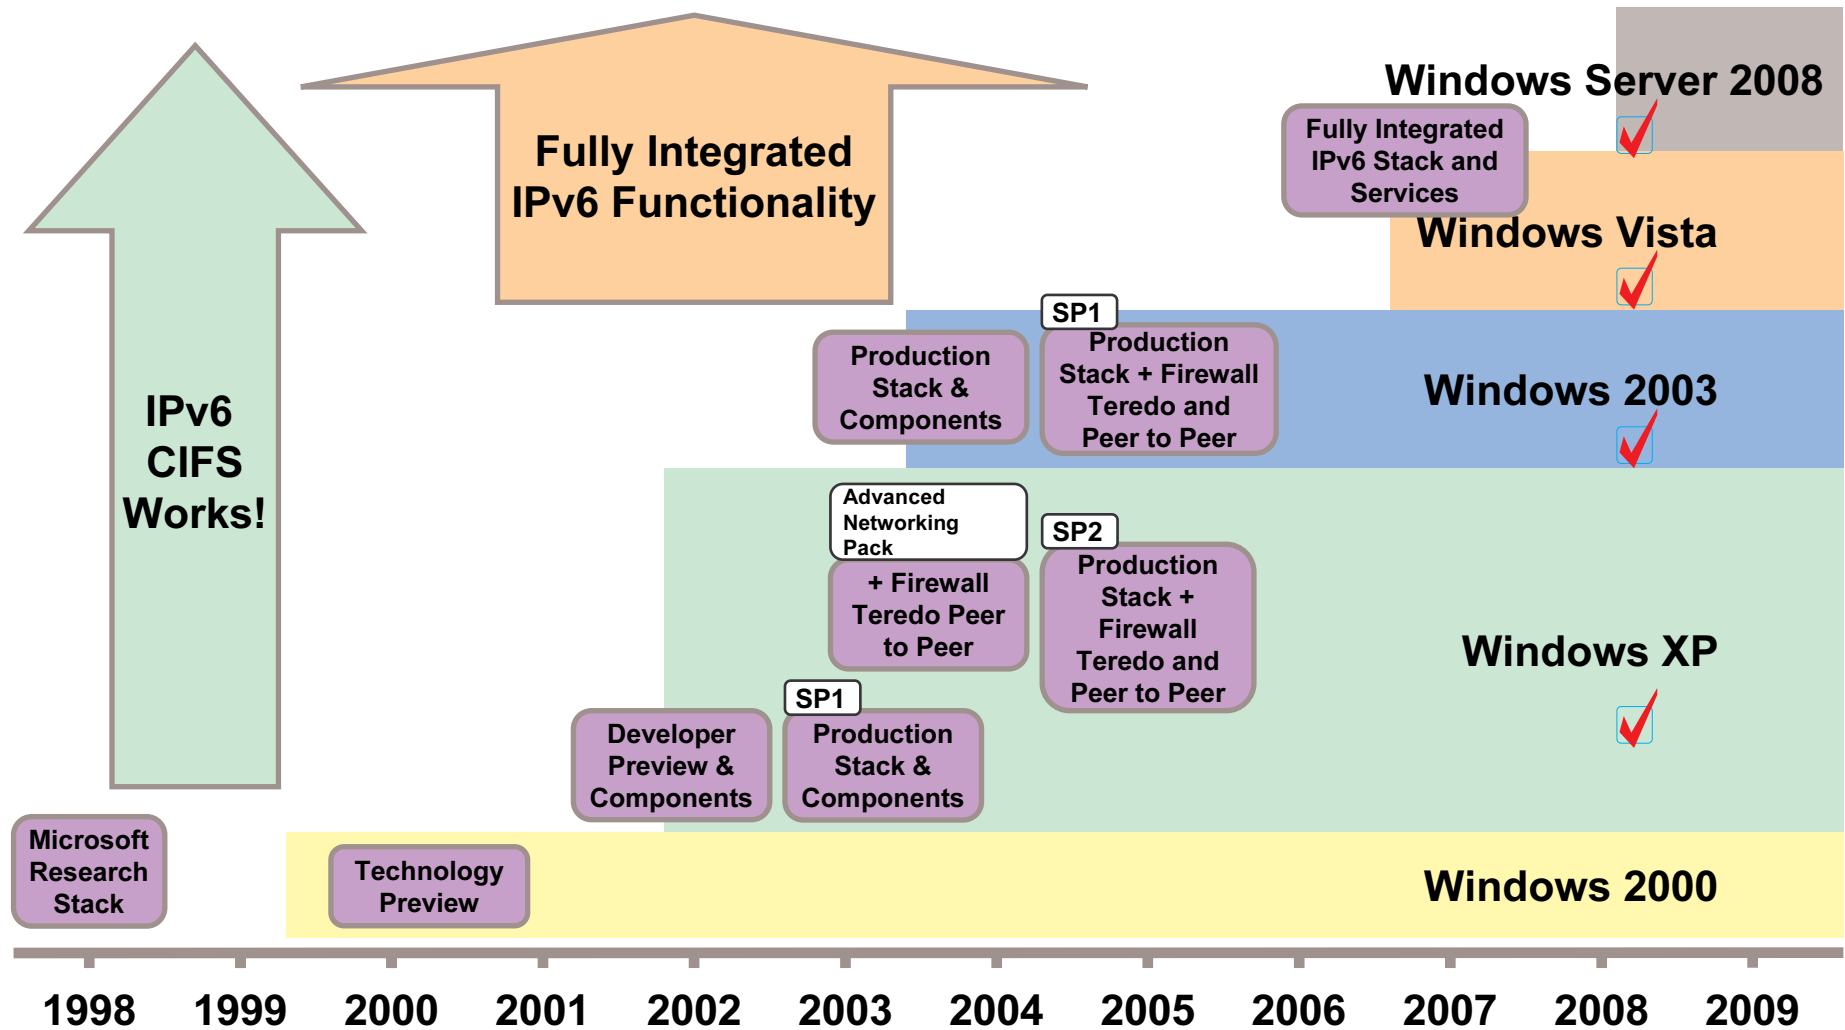 Windows Server 2008
Fully Integrated
IPv6 Stack and
Services
Fully Integrated
IPv6 Functionality
Windows Vista
IPv6
CIFS
Works!
SP1
Production
Stack &
Components
Production
Stack + Firewall
Teredo and
Peer to Peer
Windows 2003
Advanced
Networking
Pack
+ Firewall
Teredo Peer
to Peer
SP2
Production
Stack +
Firewall
Teredo and
Peer to Peer
Windows XP
Developer
Preview &
Components
SP1
Production
Stack &
Components
Microsoft
Research
Stack
Technology
Preview
Windows 2000
1998 1999 2000 2001 2002 2003 2004 2005 2006 2007 2008 2009